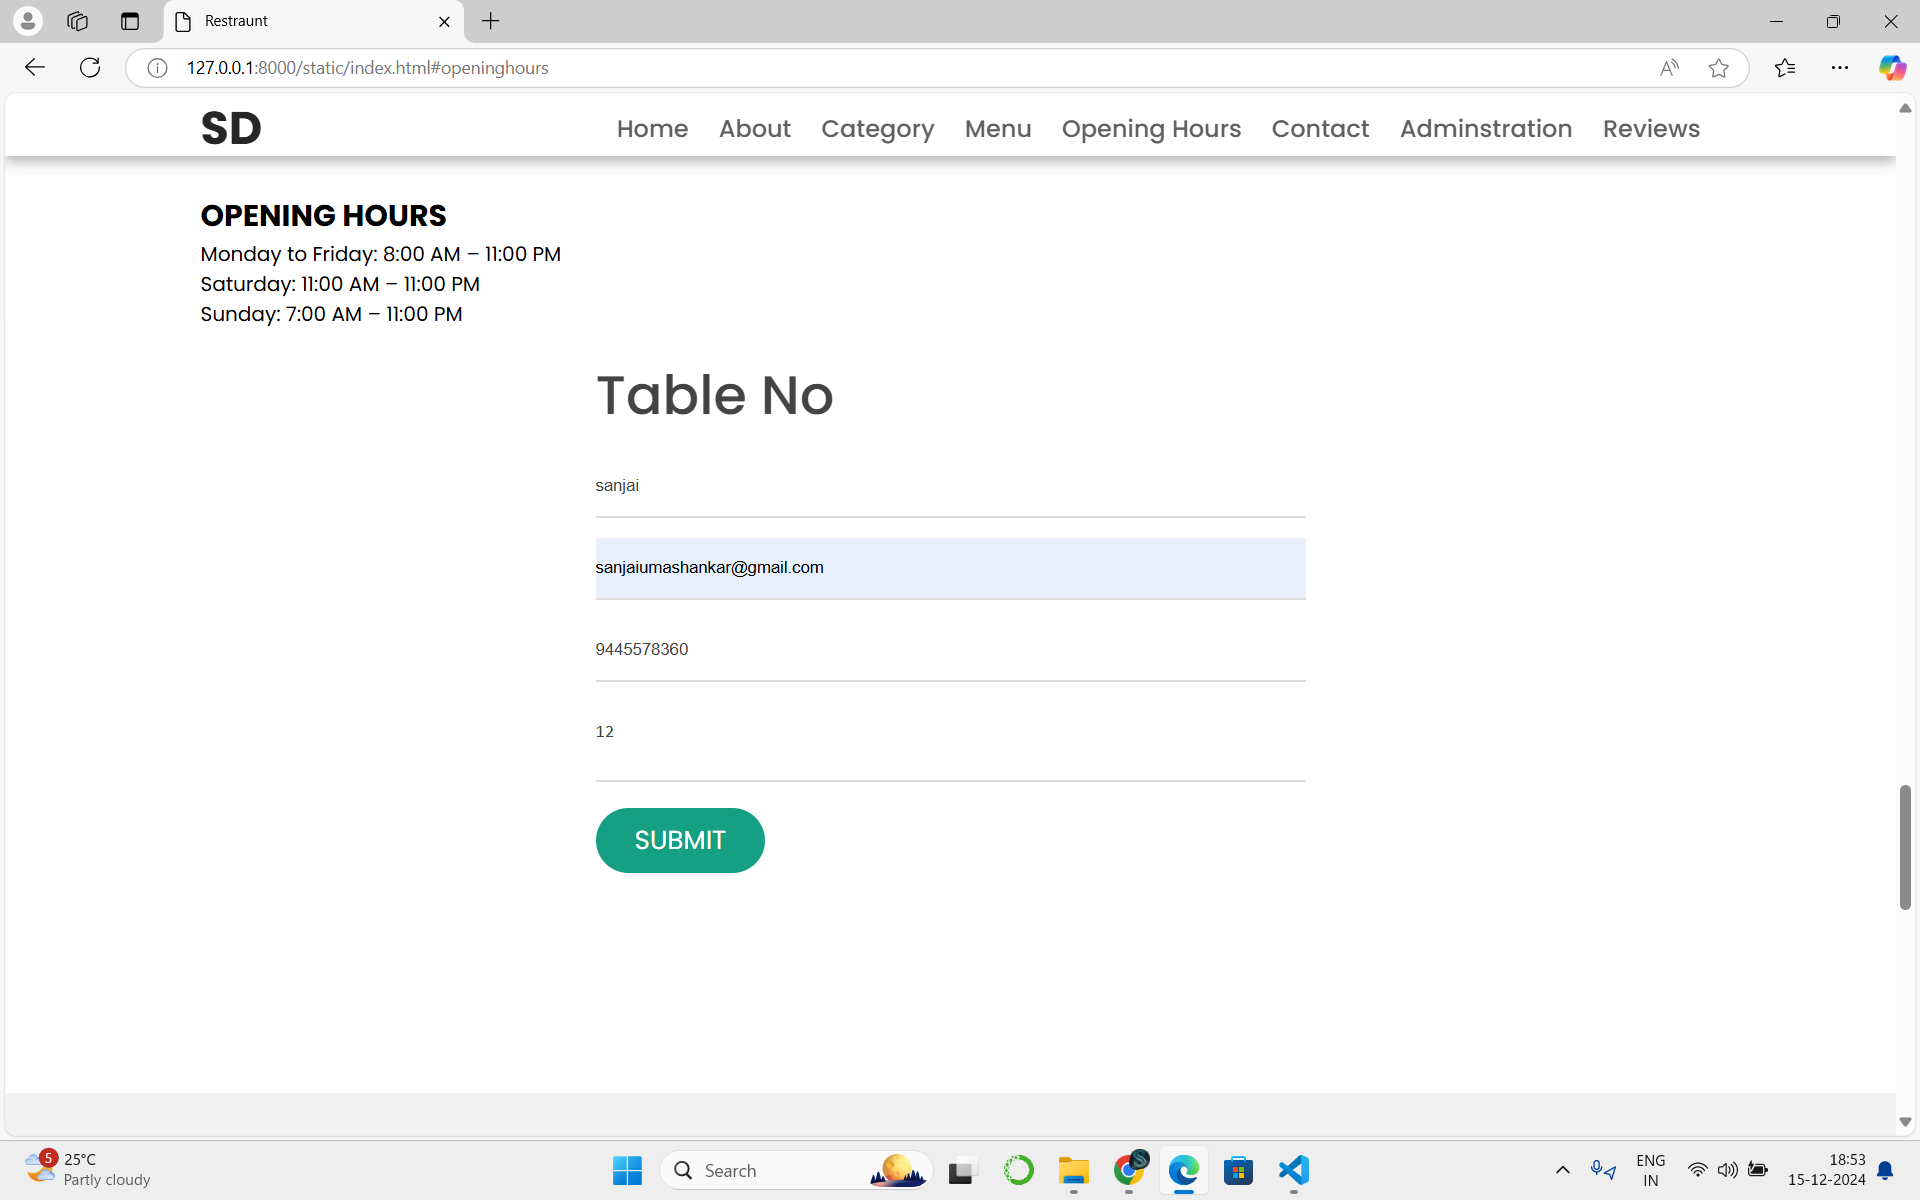 Restraunt
127.0.0.1:8000/static/index.html#openinghours
SD
Home About Category Menu Opening Hours Contact Adminstration Reviews
OPENING HOURS
Monday to Friday: 8:00 AM – 11:00 PM
Saturday: 11:00 AM – 11:00 PM
Sunday: 7:00 AM – 11:00 PM
Table No
sanjai
sanjaiumashankar@gmail.com
9445578360
12
SUBMIT
5
25°C
Partly cloudy
Search
ENG
IN
18:53
15-12-2024